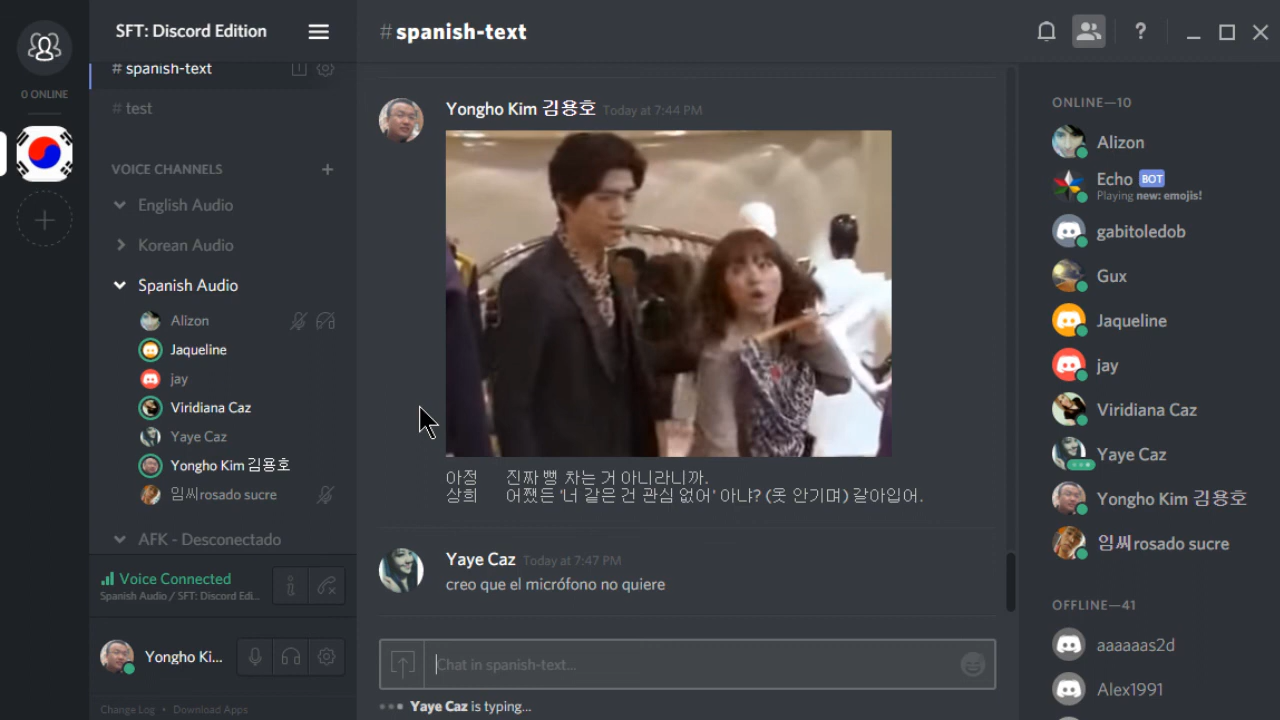 0 ONLINE
SFT: Discord Edition
# spanish-text
# test
VOICE CHANNELS
English Audio
Korean Audio
Spanish Audio
Alizon
Jaqueline
jay
Viridiana Caz
Yaye Caz
Yongho Kim 김용호
임씨rosado sucre
AFK - Desconectado
Voice Connected
Spanish Audio / SFT: Discord Edi...
Yongho Ki...
Change Log • Download Apps
# spanish-text
Yongho Kim 김용호 Today at 7:44 PM
아정 진짜 뻥 차는 거 아니라니까.
상희 어쨌든 '너 같은 건 관심 없어' 아냐? (옷 안기며) 갈아입어.
Yaye Caz Today at 7:47 PM
creo que el micrófono no quiere
Chat in spanish-text...
Yaye Caz is typing...
ONLINE—10
Alizon
Echo BOT
Playing new: emojis!
gabitoledob
Gux
Jaqueline
jay
Viridiana Caz
Yaye Caz
Yongho Kim 김용호
임씨rosado sucre
OFFLINE—41
aaaaaas2d
Alex1991